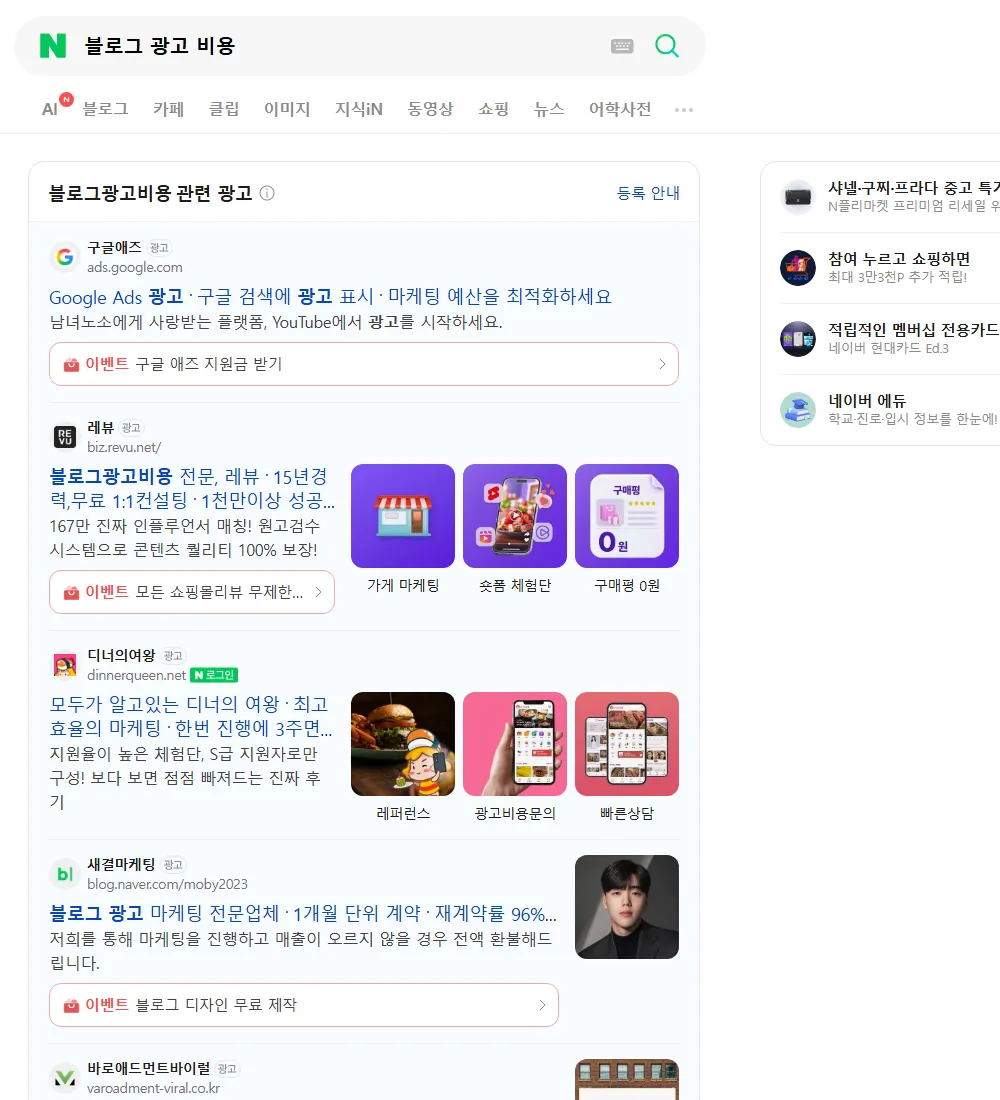 N 블로그 광고 비용
AI N 블로그 카페 클립 이미지 지식iN 동영상 쇼핑 뉴스 어학사전
블로그광고비용 관련 광고
등록 안내
구글애즈 광고
ads.google.com
Google Ads 광고 · 구글 검색에 광고 표시 · 마케팅 예산을 최적화하세요
남녀노소에게 사랑받는 플랫폼, YouTube에서 광고를 시작하세요.
이벤트 구글 애즈 지원금 받기
REVU
레뷰 광고
biz.revu.net/
블로그광고비용 전문, 레뷰 · 15년경
력,무료 1:1컨설팅 · 1천만이상 성공...
167만 진짜 인플루언서 매칭! 원고검수
시스템으로 콘텐츠 퀄리티 100% 보장!
이벤트 모든 쇼핑몰리뷰 무제한...
구매평
0원
가게 마케팅
숏폼 체험단
구매평 0원
디너의여왕 광고
dinnerqueen.net N 로그인
모두가 알고있는 디너의 여왕 · 최고
효율의 마케팅 · 한번 진행에 3주면...
지원율이 높은 체험단, S급 지원자로만
구성! 보다 보면 점점 빠져드는 진짜 후
기
레퍼런스
광고비용문의
빠른상담
bl
새결마케팅 광고
blog.naver.com/moby2023
블로그 광고 마케팅 전문업체 · 1개월 단위 계약 · 재계약률 96%...
저희를 통해 마케팅을 진행하고 매출이 오르지 않을 경우 전액 환불해드
립니다.
이벤트 블로그 디자인 무료 제작
바로애드먼트바이럴 광고
varoadment-viral.co.kr
샤넬·구찌·프라다 중고 특가
N플리마켓 프리미엄 리세일
참여 누르고 쇼핑하면
최대 3만3천P 추가 적립!
적립적인 멤버십 전용카드
네이버 현대카드 Ed.3
네이버 에듀
학교·진로·입시 정보를 한눈에!